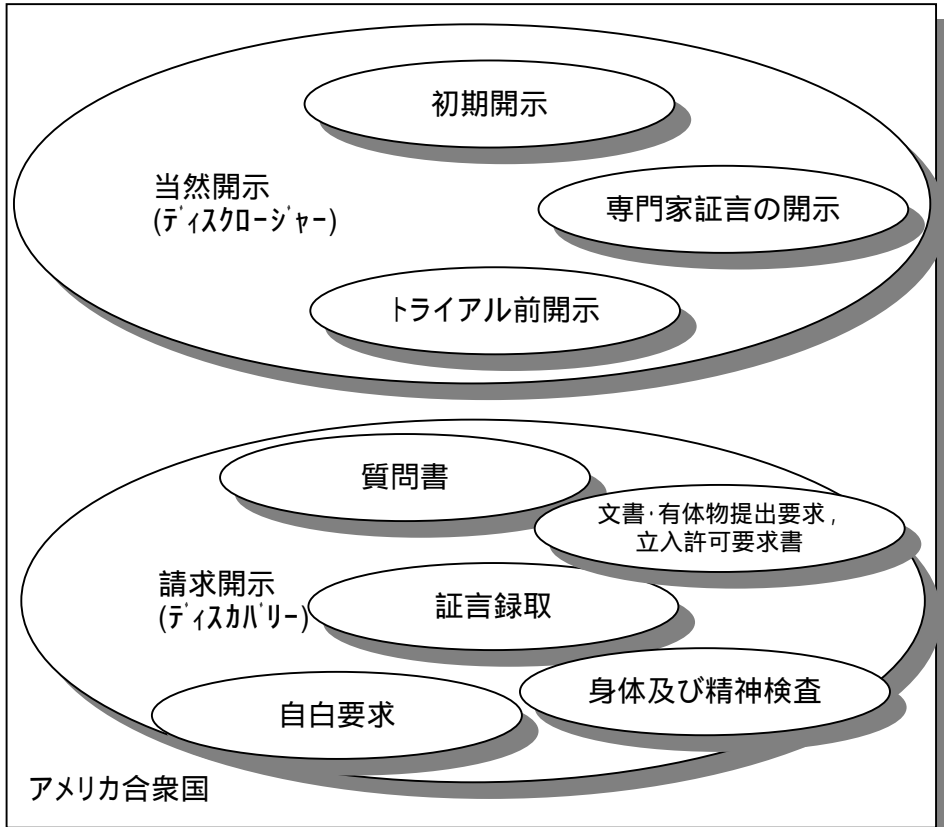 初期開示
当然開示
(ﾃﾞｨｽｸﾛｰｼﾞｬｰ)
専門家証言の開示
トライアル前開示
質問書
文書･有体物提出要求，
立入許可要求書
請求開示
(ﾃﾞｨｽｶﾊﾞﾘｰ)
証言録取
身体及び精神検査
自白要求
アメリカ合衆国